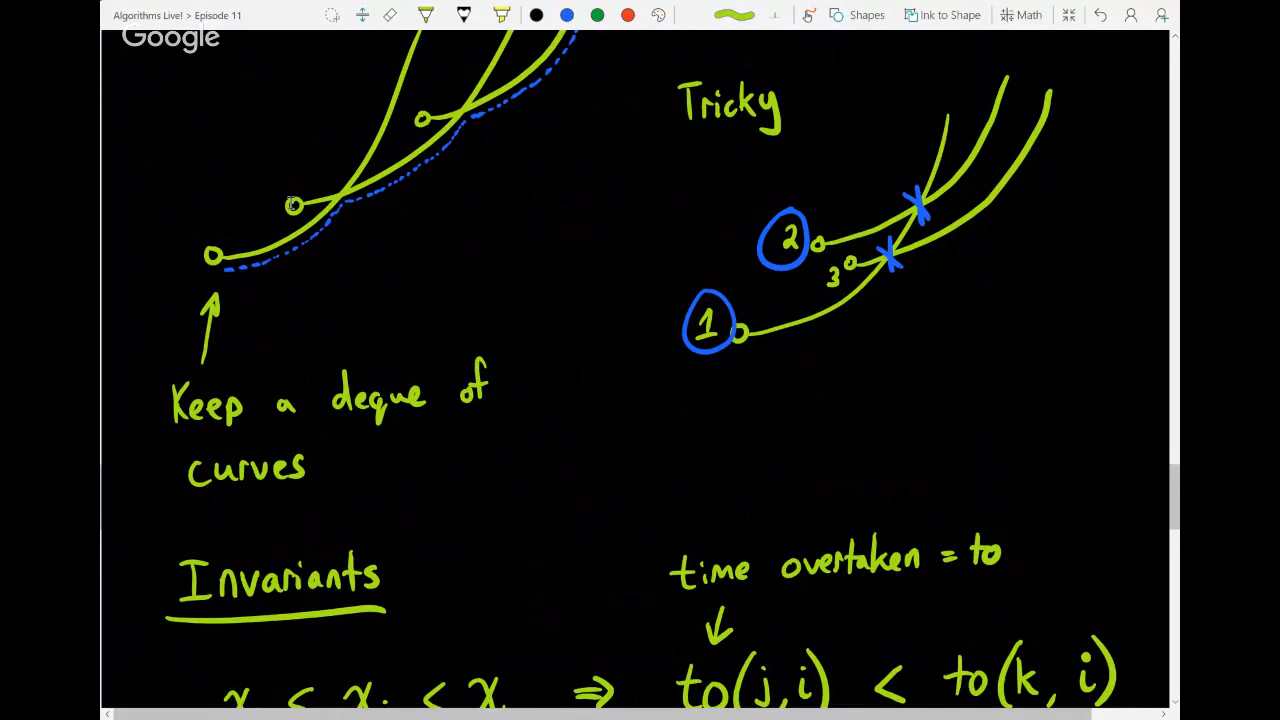 Algorithms Live! > Episode 11
Shapes
Ink to Shape
Math
Google
Tricky
2
3
1
Keep a deque of
curves
Invariants
time overtaken = to
to(j,i) < to(k, i)